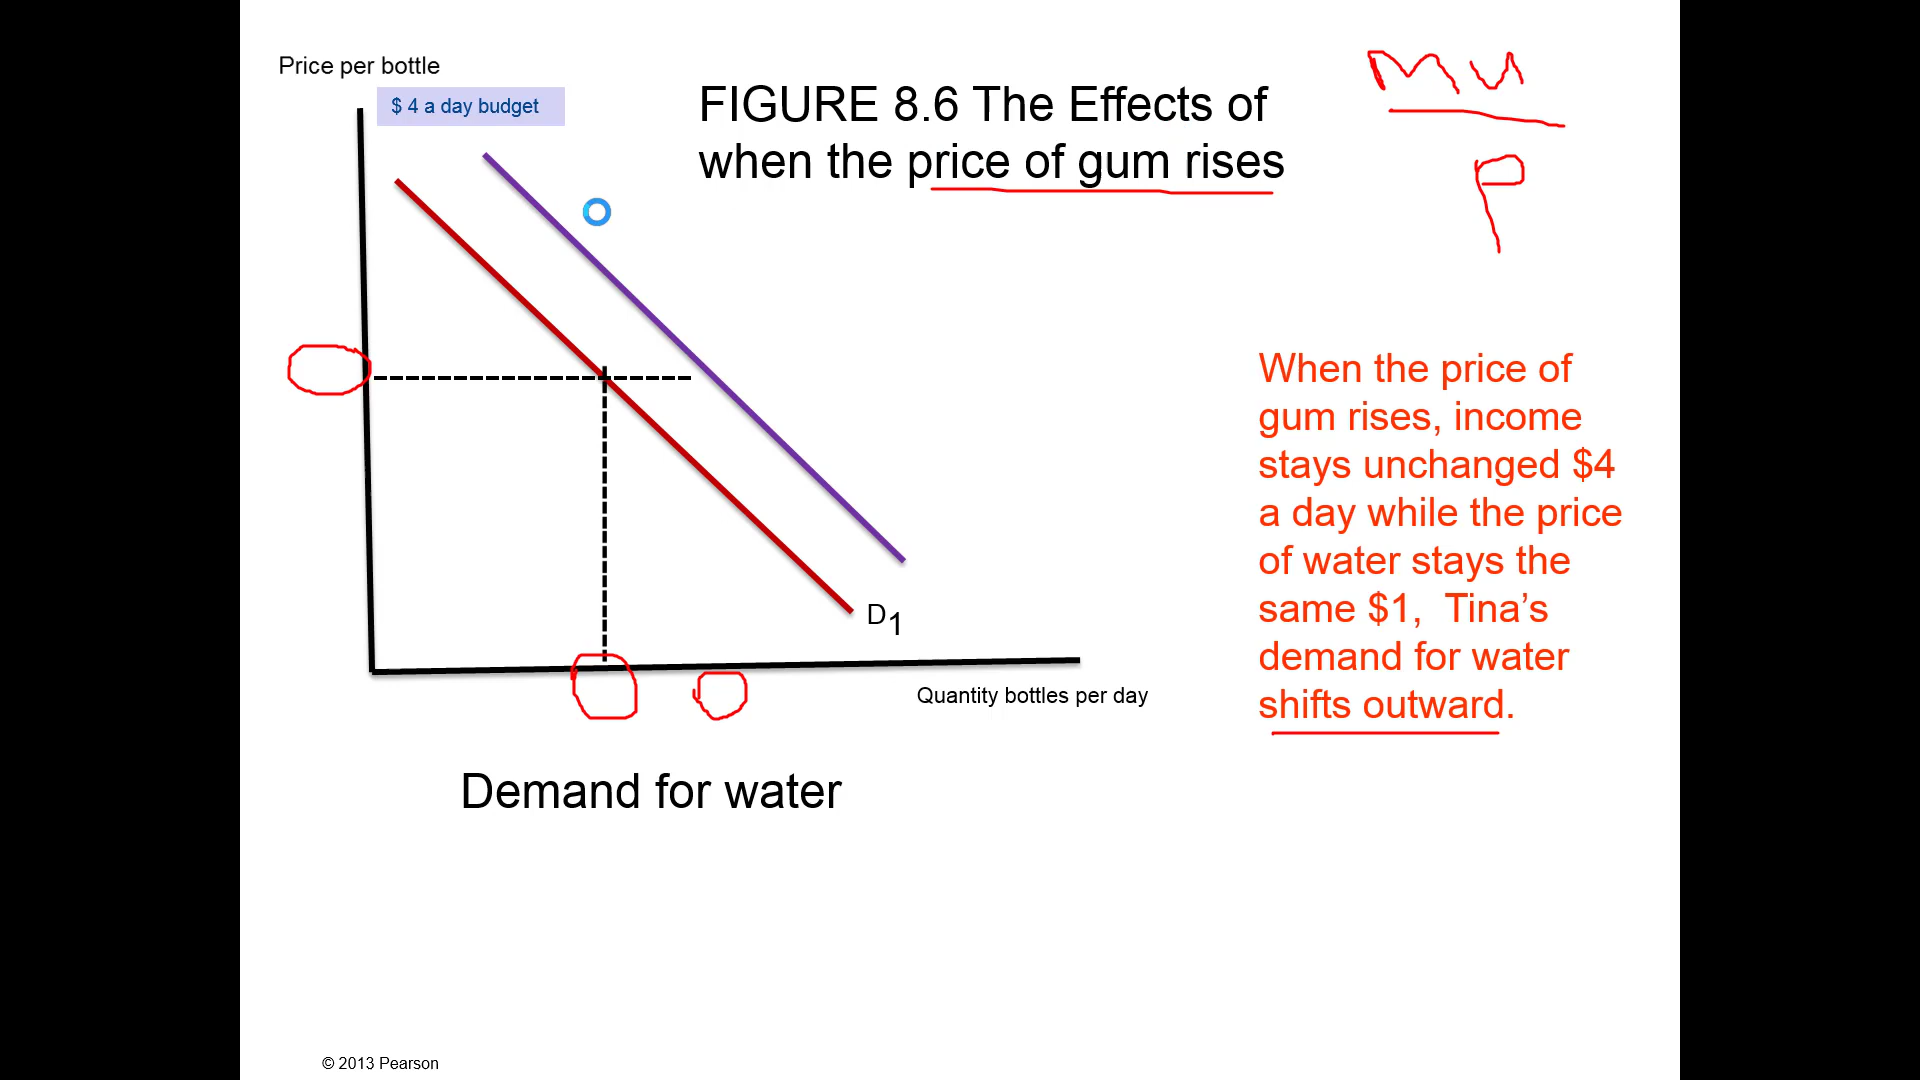 Price per bottle
$ 4 a day budget
FIGURE 8.6 The Effects of
when the price of gum rises
MU
P
When the price of
gum rises, income
stays unchanged $4
a day while the price
of water stays the
same $1,  Tina’s
demand for water
shifts outward.
D1
Quantity bottles per day
Demand for water
© 2013 Pearson